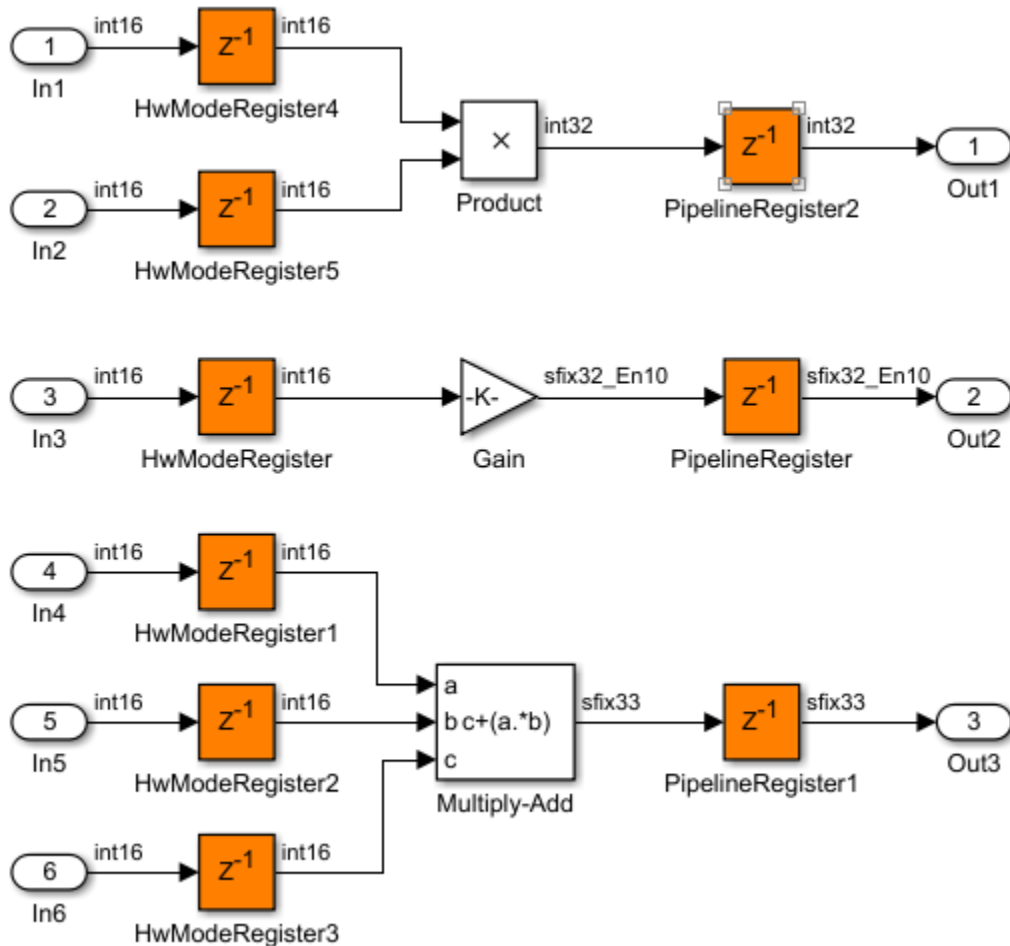 int16 int16
1 Z-1
In1 HwModeRegister4
× int32 Z-1 int32 1
Product PipelineRegister2 Out1
int16 int16
2 Z-1
In2 HwModeRegister5
int16 int16 sfix32_En10 sfix32_En10
3 Z-1 -K- Z-1 2
In3 HwModeRegister Gain PipelineRegister Out2
int16 int16
4 Z-1
In4 HwModeRegister1
a
int16 int16 sfix33 sfix33
5 Z-1 b c+(a.*b) Z-1 3
c
In5 HwModeRegister2 Multiply-Add PipelineRegister1 Out3
int16 int16
6 Z-1
In6 HwModeRegister3